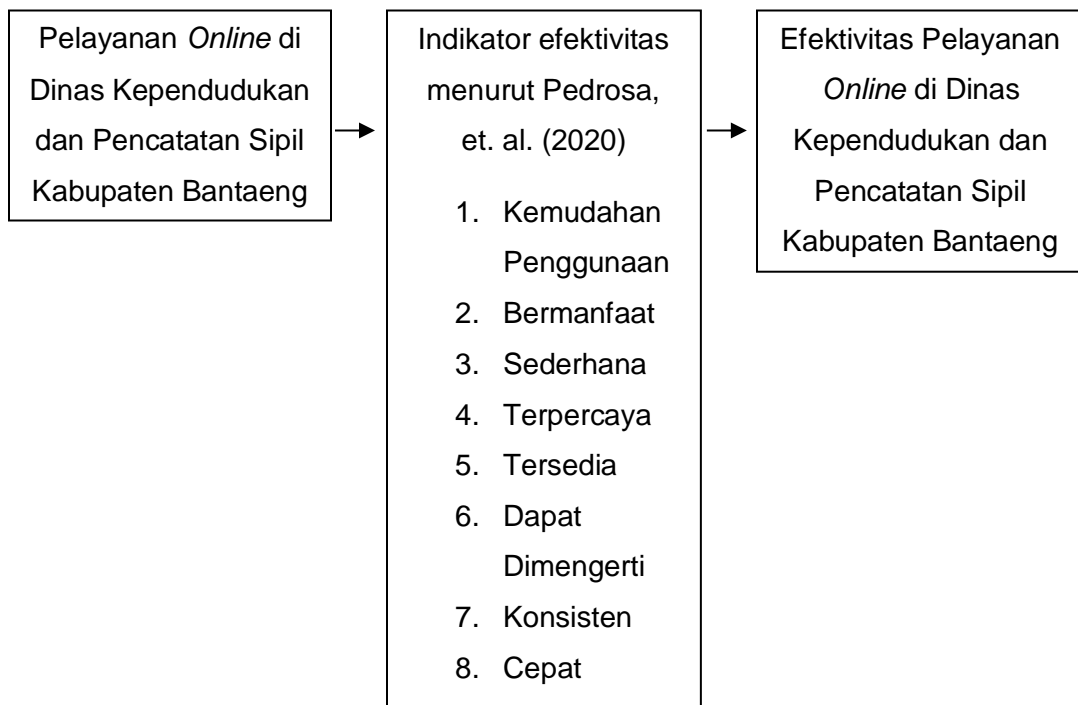 Pelayanan Online di
Dinas Kependudukan
dan Pencatatan Sipil
Kabupaten Bantaeng
Indikator efektivitas
menurut Pedrosa,
et. al. (2020)
1. Kemudahan
Penggunaan
2. Bermanfaat
3. Sederhana
4. Terpercaya
5. Tersedia
6. Dapat
Dimengerti
7. Konsisten
8. Cepat
Efektivitas Pelayanan
Online di Dinas
Kependudukan dan
Pencatatan Sipil
Kabupaten Bantaeng